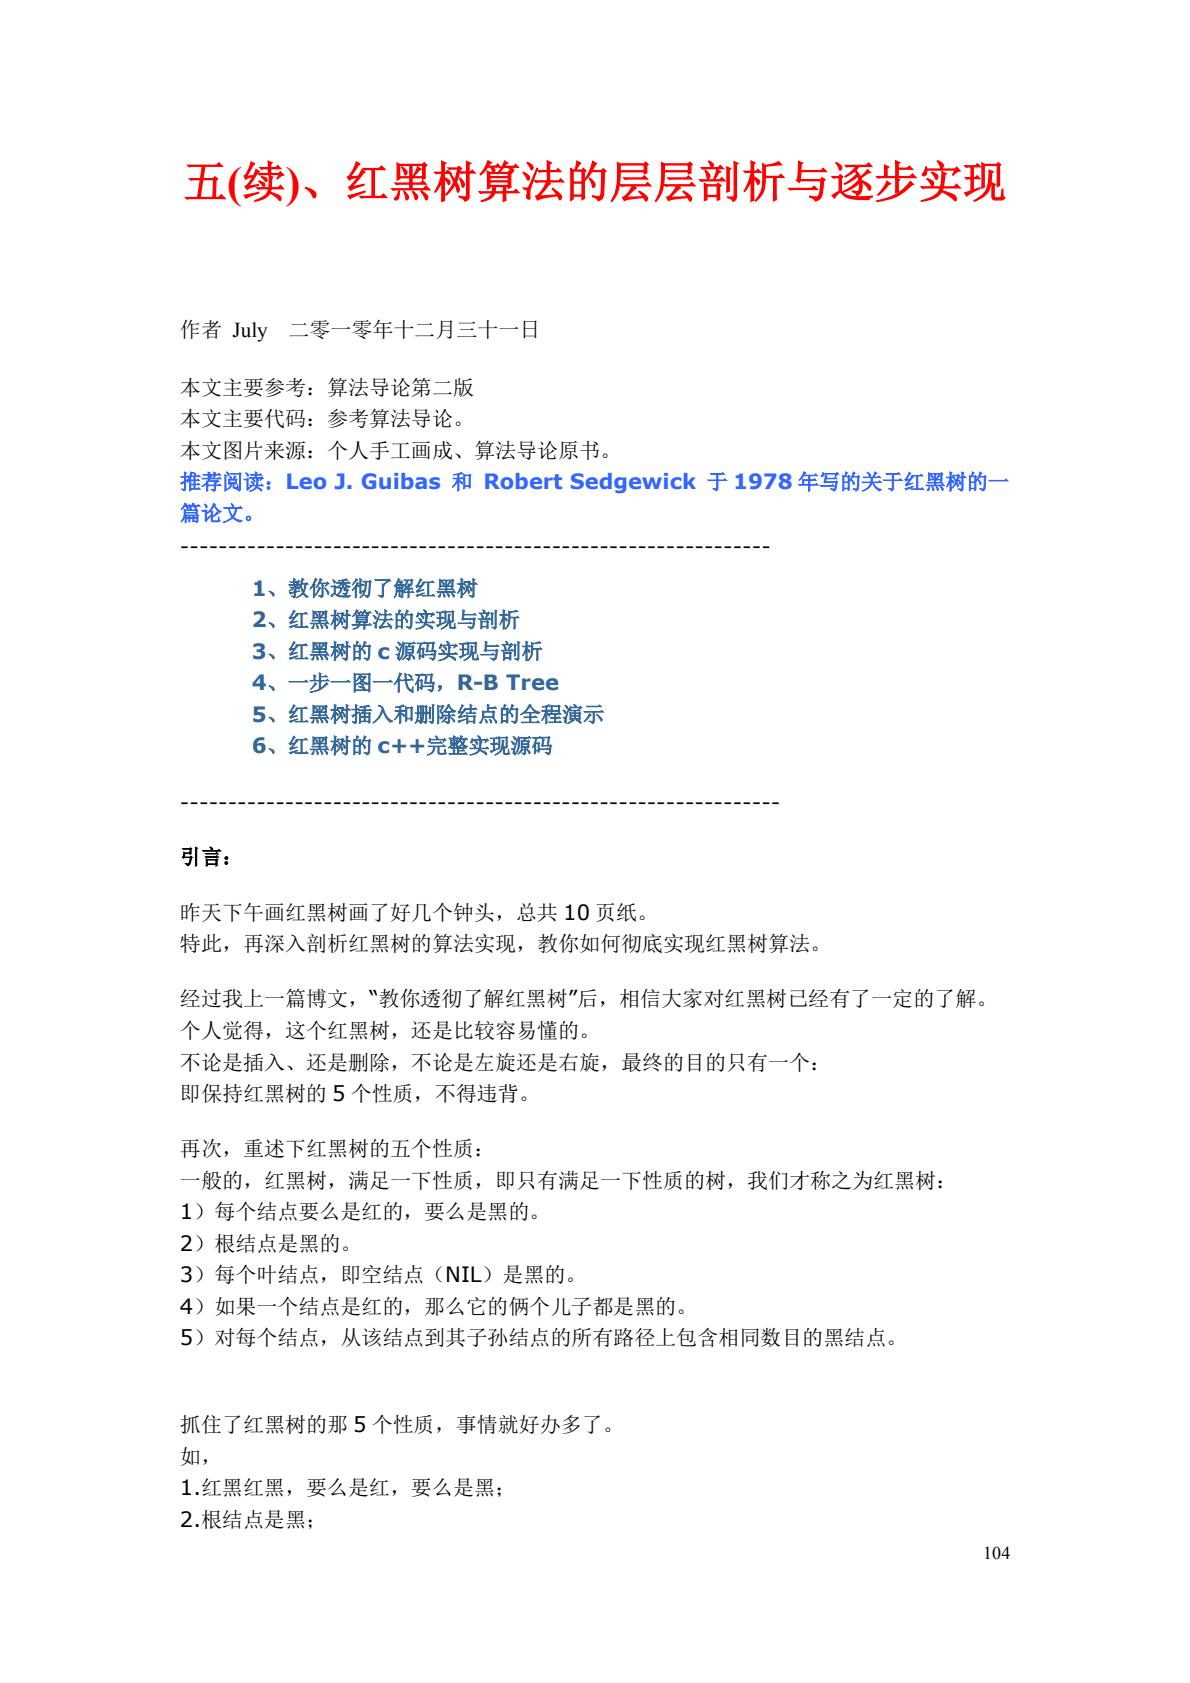 五(续)、红黑树算法的层层剖析与逐步实现
作者 July 二零一零年十二月三十一日
本文主要参考：算法导论第二版
本文主要代码：参考算法导论。
本文图片来源：个人手工画成、算法导论原书。
推荐阅读：Leo J. Guibas 和 Robert Sedgewick 于 1978 年写的关于红黑树的一
篇论文。
--------------------------------------------------------------
1、教你透彻了解红黑树
2、红黑树算法的实现与剖析
3、红黑树的 c 源码实现与剖析
4、一步一图一代码，R-B Tree
5、红黑树插入和删除结点的全程演示
6、红黑树的 c++完整实现源码
---------------------------------------------------------------
引言：
昨天下午画红黑树画了好几个钟头，总共 10 页纸。
特此，再深入剖析红黑树的算法实现，教你如何彻底实现红黑树算法。
经过我上一篇博文，“教你透彻了解红黑树”后，相信大家对红黑树已经有了一定的了解。
个人觉得，这个红黑树，还是比较容易懂的。
不论是插入、还是删除，不论是左旋还是右旋，最终的目的只有一个：
即保持红黑树的 5 个性质，不得违背。
再次，重述下红黑树的五个性质：
一般的，红黑树，满足一下性质，即只有满足一下性质的树，我们才称之为红黑树：
1）每个结点要么是红的，要么是黑的。
2）根结点是黑的。
3）每个叶结点，即空结点（NIL）是黑的。
4）如果一个结点是红的，那么它的俩个儿子都是黑的。
5）对每个结点，从该结点到其子孙结点的所有路径上包含相同数目的黑结点。
抓住了红黑树的那 5 个性质，事情就好办多了。
如，
1.红黑红黑，要么是红，要么是黑；
2.根结点是黑；
104